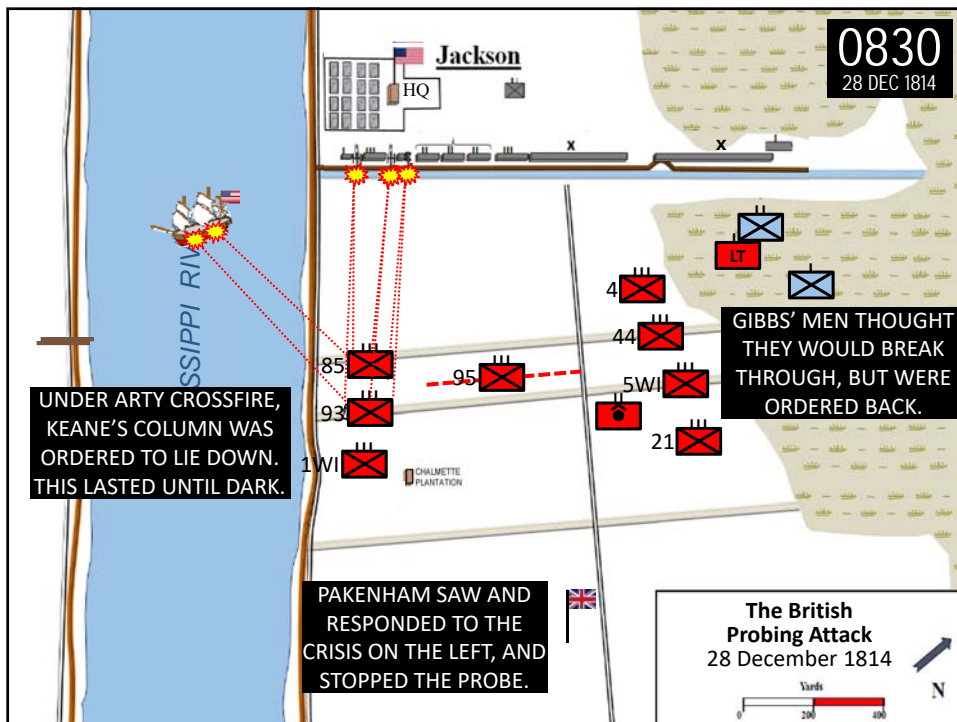 0830
28 DEC 1814
Jackson
HQ
x
x
LT
4
44
GIBBS' MEN THOUGHT
THEY WOULD BREAK
THROUGH, BUT WERE
ORDERED BACK.
85
95
5WI
93
21
1WI
SSIPPI RIV
UNDER ARTY CROSSFIRE,
KEANE'S COLUMN WAS
ORDERED TO LIE DOWN.
THIS LASTED UNTIL DARK.
CHALMETTE
PLANTATION
PAKENHAM SAW AND
RESPONDED TO THE
CRISIS ON THE LEFT, AND
STOPPED THE PROBE.
The British
Probing Attack
28 December 1814
N
Yards
0 200 400